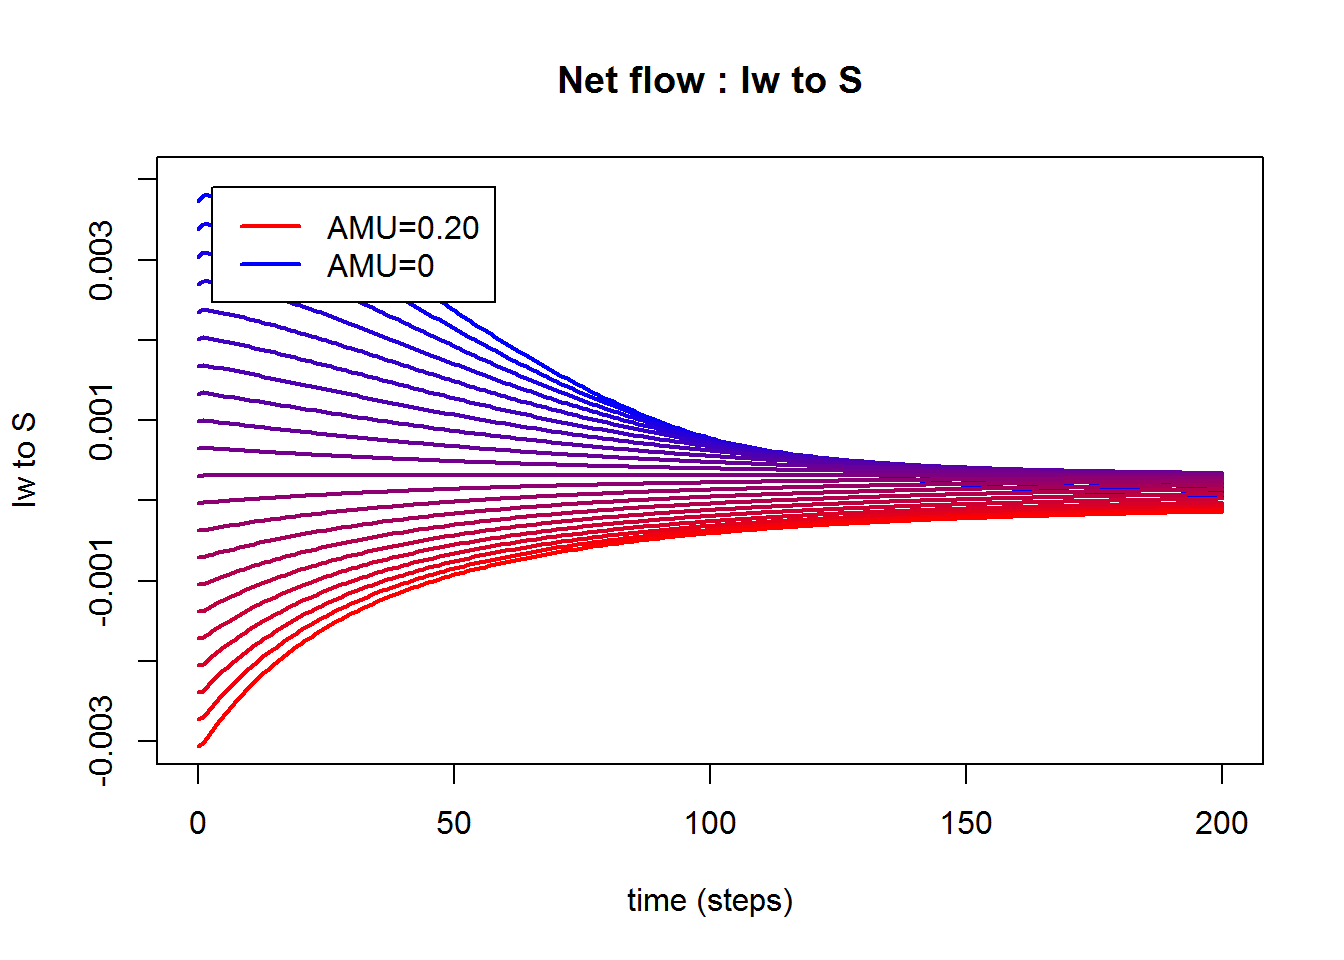 Net flow : Iw to S
AMU=0.20
AMU=0
Iw to S
0.003
0.001
-0.001
-0.003
0
50
100
150
200
time (steps)